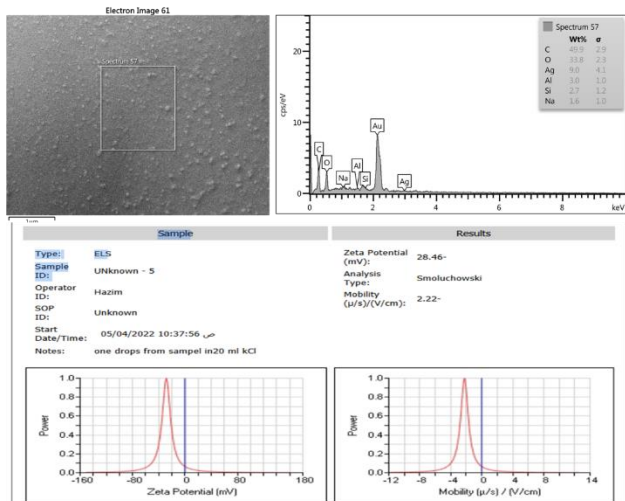 Electron Image 61
Spectrum 57
1µm
Spectrum 57
Wt% σ
C 49.9 2.9
O 33.8 2.3
Ag 9.0 4.1
Al 3.0 1.0
Si 2.7 1.2
Na 1.6 1.0
cps/eV
20
10
0
Au
C
O
Na
Al
Si
Ag
0 2 4 6 8 keV
Sample
Type: ELS
Sample ID: UNknown - 5
Operator ID: Hazim
SOP ID: Unknown
Start Date/Time: 05/04/2022 10:37:56 ص
Notes: one drops from sampel in20 ml kCl
Results
Zeta Potential (mV): 28.46-
Analysis Type: Smoluchowski
Mobility (µ/s)/(V/cm): 2.22-
Power
1.0
0.8
0.6
0.4
0.2
0.0
-160 -80 0 80 180
Zeta Potential (mV)
Power
1.0
0.8
0.6
0.4
0.2
0.0
-12 -8 -4 0 4 8 14
Mobility (µ/s) / (V/cm)